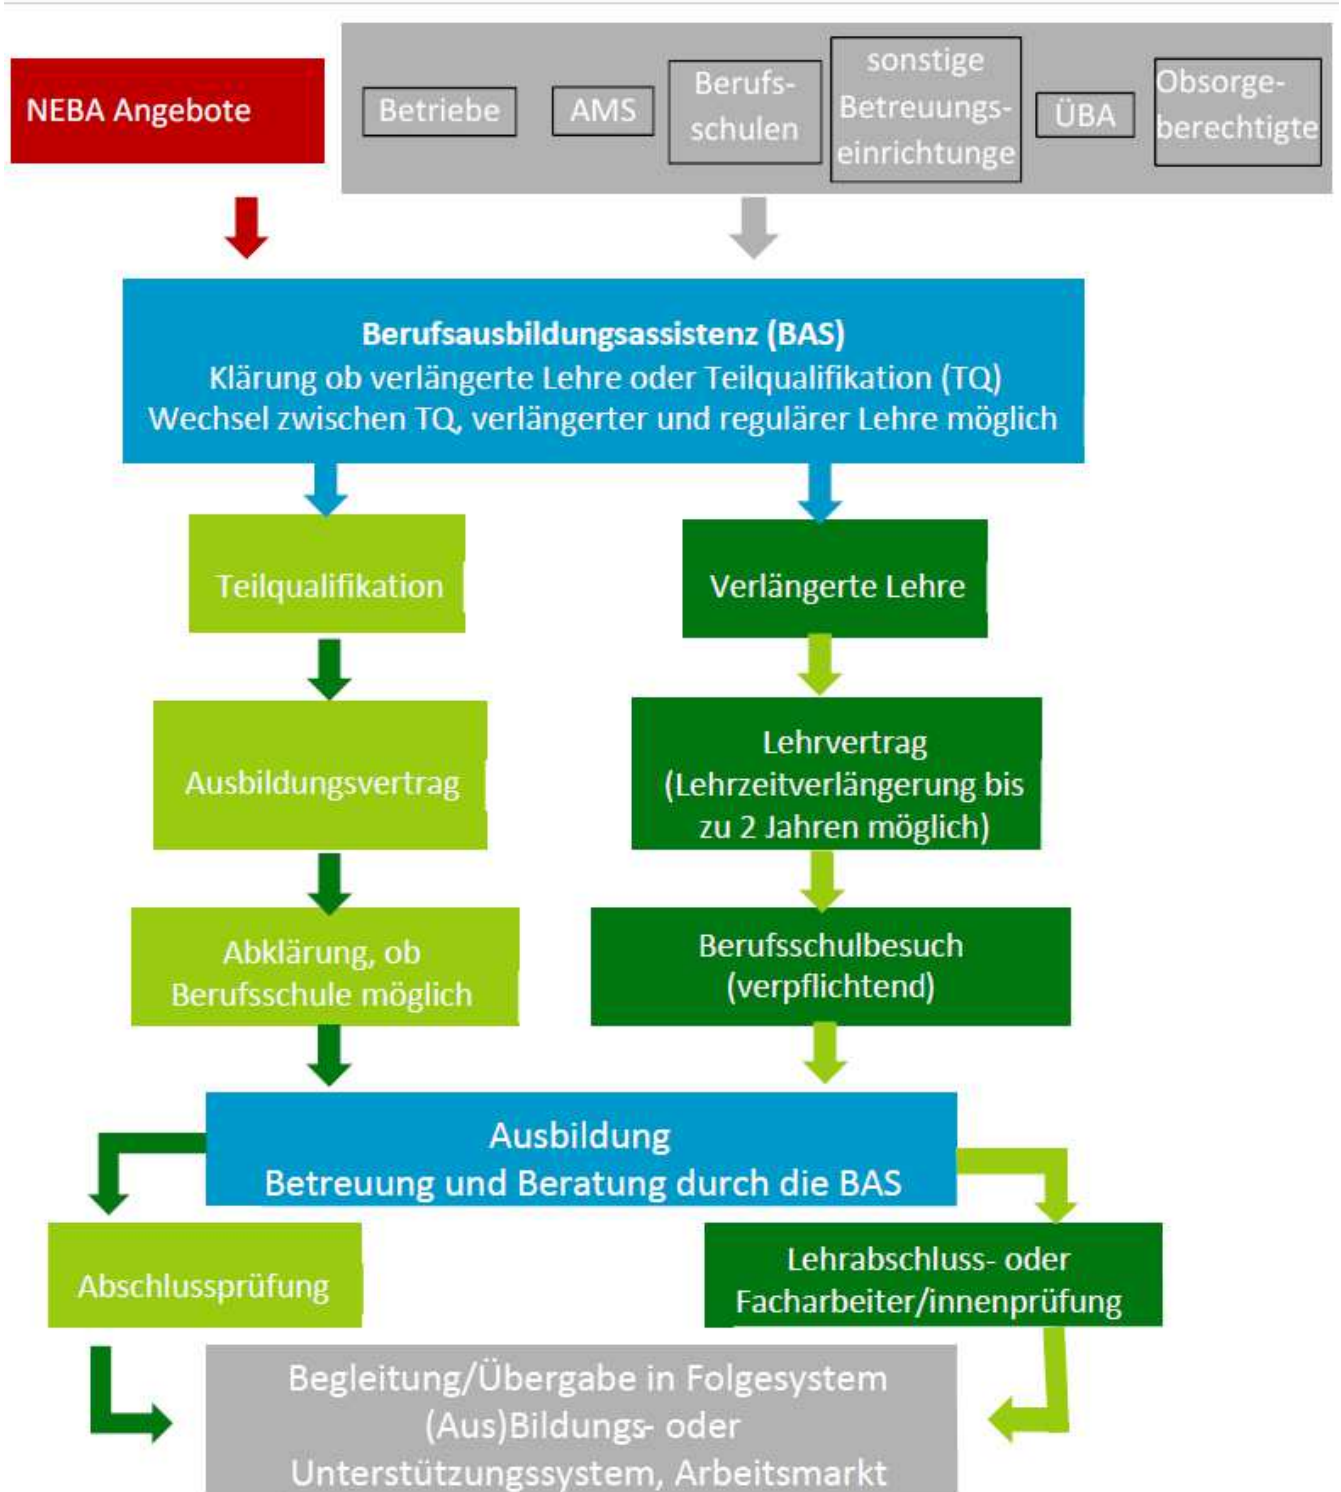 NEBA Angebote
Betriebe
AMS
Berufs-
schulen
sonstige
Betreuungs-
einrichtunge
ÜBA
Obsorge-
berechtigte
Berufsausbildungsassistenz (BAS)
Klärung ob verlängerte Lehre oder Teilqualifikation (TQ)
Wechsel zwischen TQ, verlängerter und regulärer Lehre möglich
Teilqualifikation
Verlängerte Lehre
Ausbildungsvertrag
Lehrvertrag
(Lehrzeitverlängerung bis
zu 2 Jahren möglich)
Abklärung, ob
Berufsschule möglich
Berufsschulbesuch
(verpflichtend)
Ausbildung
Betreuung und Beratung durch die BAS
Abschlussprüfung
Lehrabschluss- oder
Facharbeiter/innenprüfung
Begleitung/Übergabe in Folgesystem
(Aus)Bildungs- oder
Unterstützungssystem, Arbeitsmarkt